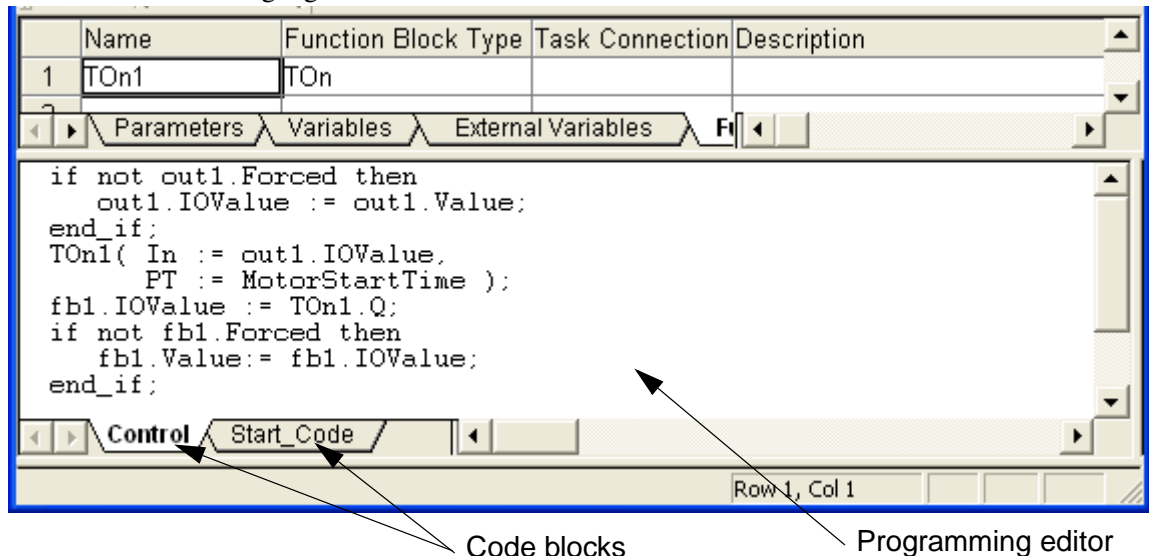 Name Function Block Type Task Connection Description
1 TOn1 TOn
Parameters Variables External Variables
if not out1.Forced then
out1.IOValue := out1.Value;
end_if;
TOn1( In := out1.IOValue,
PT := MotorStartTime );
fb1.IOValue := TOn1.Q;
if not fb1.Forced then
fb1.Value:= fb1.IOValue;
end_if;
Control Start_Code
Row 1, Col 1
Code blocks Programming editor